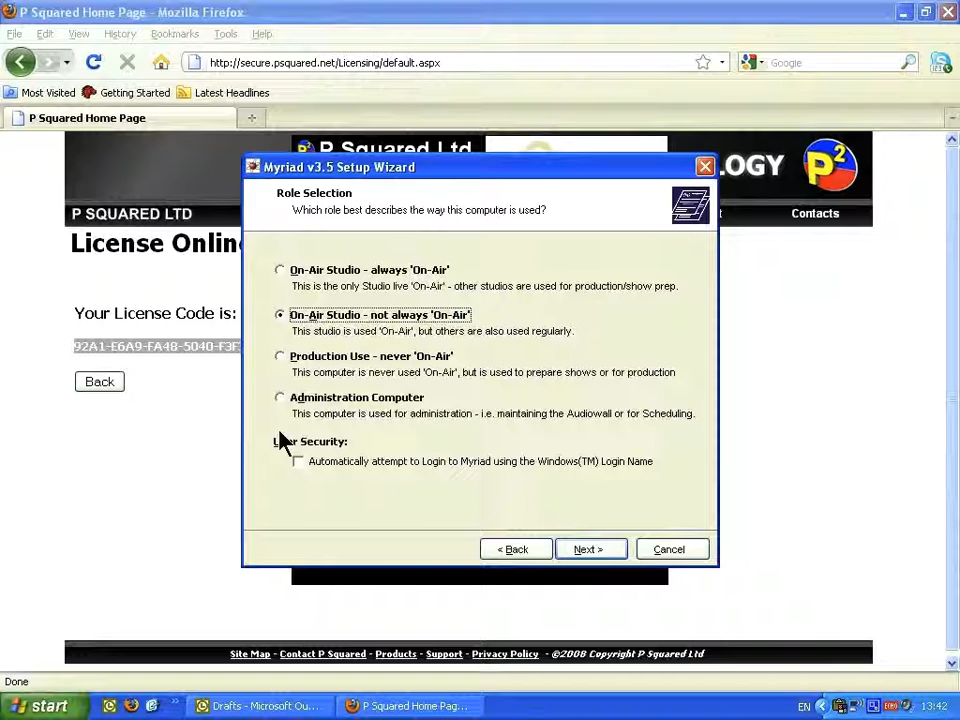 P Squared Home Page - Mozilla Firefox
File Edit View History Bookmarks Tools Help
http://secure.psquared.net/Licensing/default.aspx
Google
Most Visited Getting Started Latest Headlines
P Squared Home Page
P Squared Ltd
OLOGY P2
P SQUARED LTD
Contacts
License Onlin
Your License Code is:
92A1-E6A9-FA48-5040-F3F
Back
Myriad v3.5 Setup Wizard
Role Selection
Which role best describes the way this computer is used?
On-Air Studio - always 'On-Air'
This is the only Studio live 'On-Air' - other studios are used for production/show prep.
On-Air Studio - not always 'On-Air'
This studio is used 'On-Air', but others are also used regularly.
Production Use - never 'On-Air'
This computer is never used 'On-Air', but is used to prepare shows or for production
Administration Computer
This computer is used for administration - i.e. maintaining the Audiowall or for Scheduling.
User Security:
Automatically attempt to Login to Myriad using the Windows(TM) Login Name
< Back Next > Cancel
Site Map - Contact P Squared - Products - Support - Privacy Policy - ©2008 Copyright P Squared Ltd
Done
start
Drafts - Microsoft Ou...
P Squared Home Pag...
EN
13:42